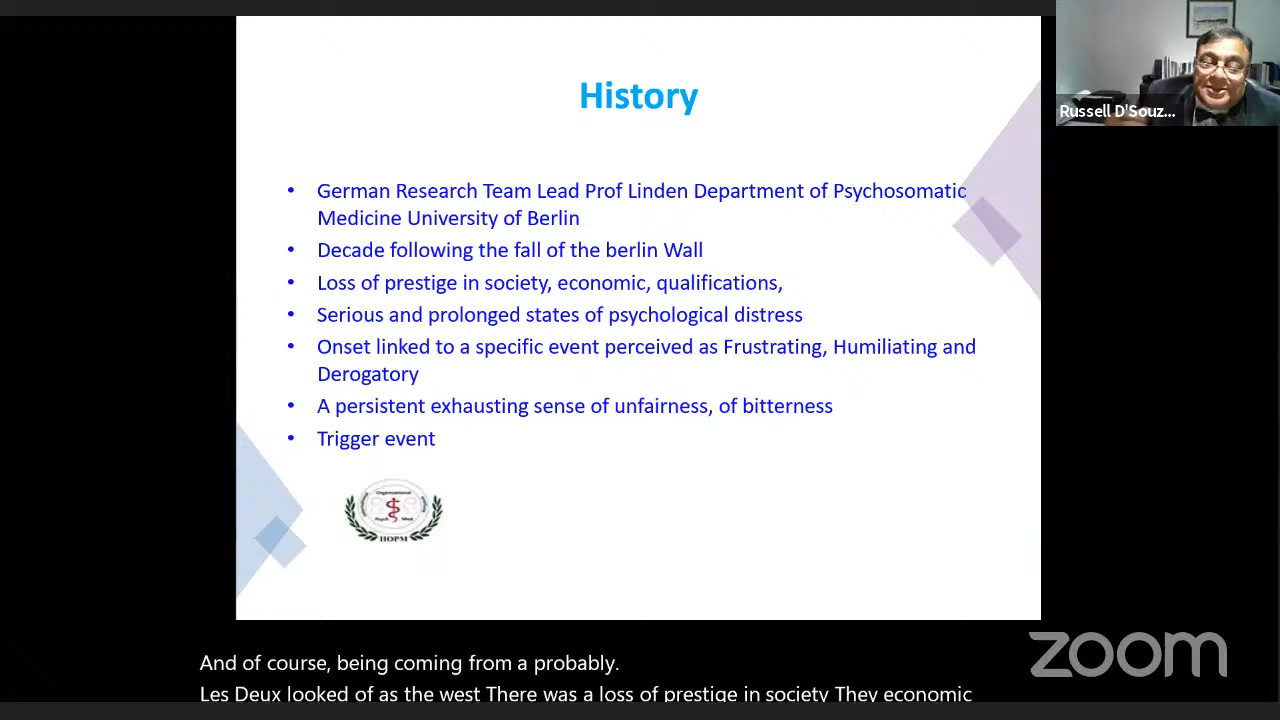 History
• German Research Team Lead Prof Linden Department of Psychosomatic
Medicine University of Berlin
• Decade following the fall of the berlin Wall
• Loss of prestige in society, economic, qualifications,
• Serious and prolonged states of psychological distress
• Onset linked to a specific event perceived as Frustrating, Humiliating and
Derogatory
• A persistent exhausting sense of unfairness, of bitterness
• Trigger event
Organizational
Psych Med
IIOPM
Russell D'Souz...
zoom
And of course, being coming from a probably.
Les Deux looked of as the west There was a loss of prestige in society They economic